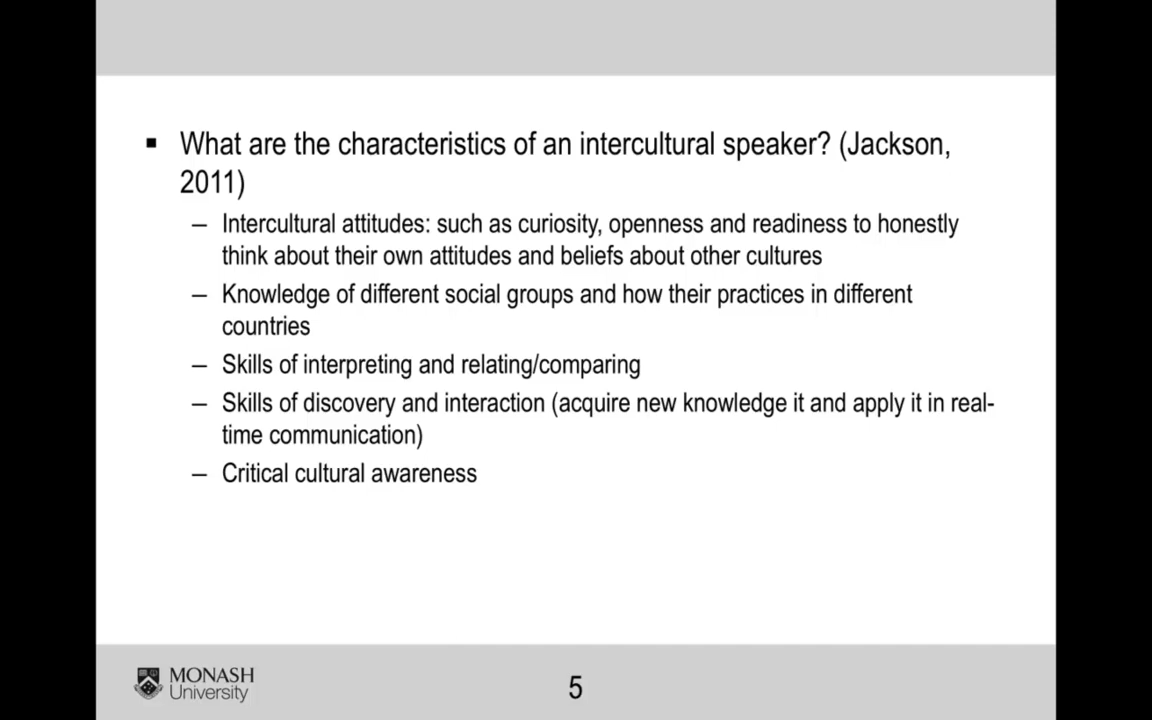 ▪ What are the characteristics of an intercultural speaker? (Jackson,
2011)
– Intercultural attitudes: such as curiosity, openness and readiness to honestly
think about their own attitudes and beliefs about other cultures
– Knowledge of different social groups and how their practices in different
countries
– Skills of interpreting and relating/comparing
– Skills of discovery and interaction (acquire new knowledge it and apply it in real-
time communication)
– Critical cultural awareness
MONASH
University
5